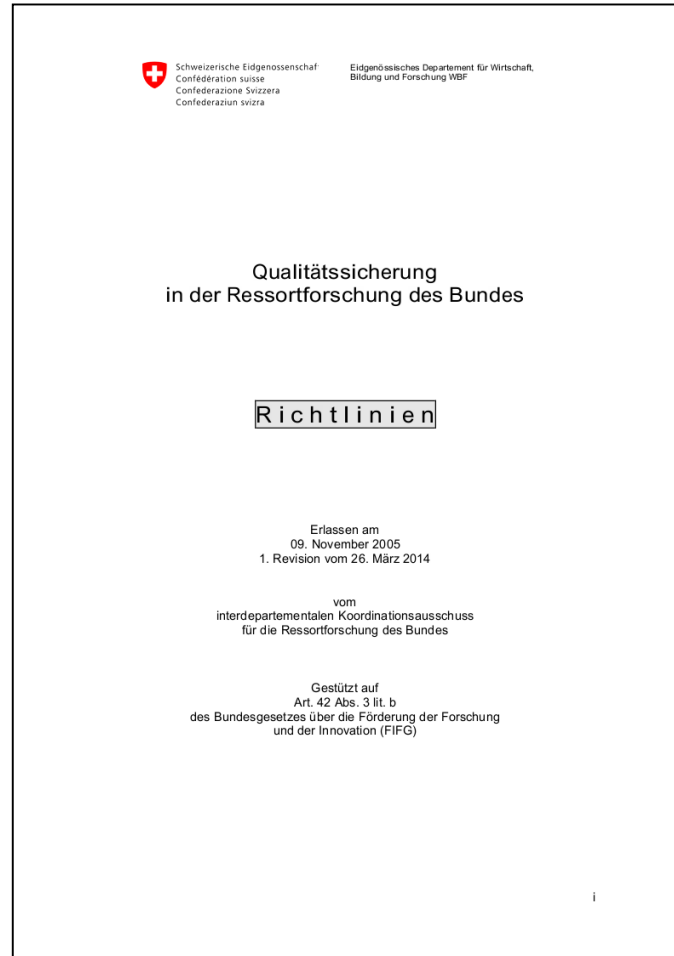 Schweizerische Eidgenossenschaf
Confédération suisse
Confederazione Svizzera
Confederaziun svizra
Eidgenössisches Departement für Wirtschaft,
Bildung und Forschung WBF
Qualitätssicherung
in der Ressortforschung des Bundes
Richtlinien
Erlassen am
09. November 2005
1. Revision vom 26. März 2014
vom
interdepartementalen Koordinationsausschuss
für die Ressortforschung des Bundes
Gestützt auf
Art. 42 Abs. 3 lit. b
des Bundesgesetzes über die Förderung der Forschung
und der Innovation (FIFG)
i